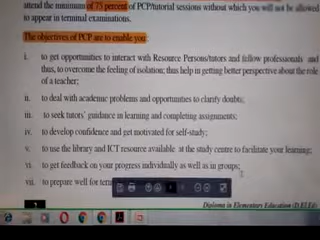 attend the minimum of 75 percent of PCP/tutorial sessions without which you will not be allowed
to appear in terminal examinations.
The objectives of PCP are to enable you:
i. to get opportunities to interact with Resource Persons/tutors and fellow professionals and
thus, to overcome the feeling of isolation; thus help in getting better perspective about the role
of a teacher;
ii. to deal with academic problems and opportunities to clarify doubts;
iii. to seek tutors' guidance in learning and completing assignments;
iv. to develop confidence and get motivated for self-study;
v. to use the library and ICT resource available at the study centre to facilitate your learning;
vi. to get feedback on your progress individually as well as in groups;
vii. to prepare well for
Diploma in Elementary Education (D.El.Ed)